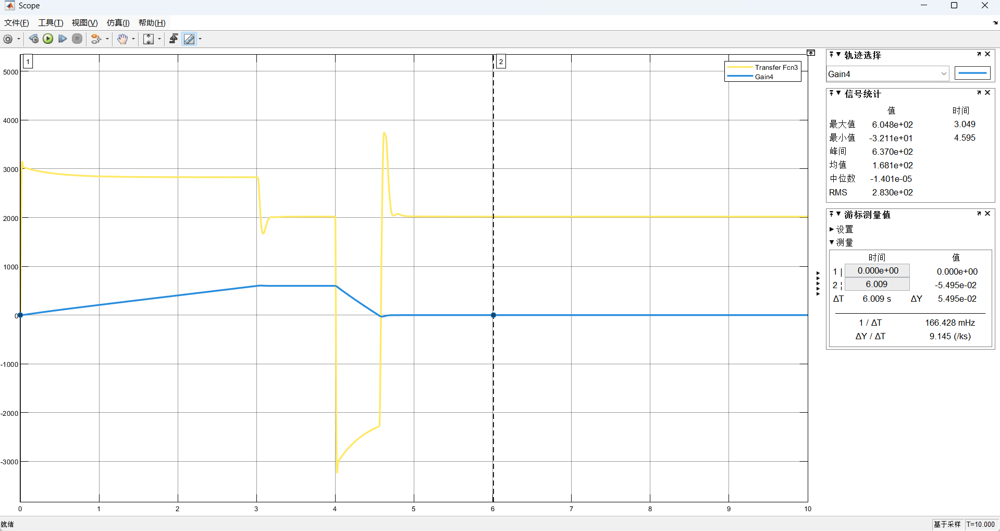 Scope
文件(F) 工具(T) 视图(V) 仿真(I) 帮助(H)
1
2
Transfer Fcn3
Gain4
5000
4000
3000
2000
1000
0
-1000
-2000
-3000
0 1 2 3 4 5 6 7 8 9 10
轨迹选择
Gain4
信号统计
值 时间
最大值 6.048e+02 3.049
最小值 -3.211e+01 4.595
峰间 6.370e+02
均值 1.681e+02
中位数 -1.401e-05
RMS 2.830e+02
游标测量值
设置
测量
时间 值
1 0.000e+00 0.000e+00
2 6.009 -5.495e-02
ΔT 6.009 s ΔY 5.495e-02
1 / ΔT 166.428 mHz
ΔY / ΔT 9.145 (/ks)
就绪
基于采样 T=10.000